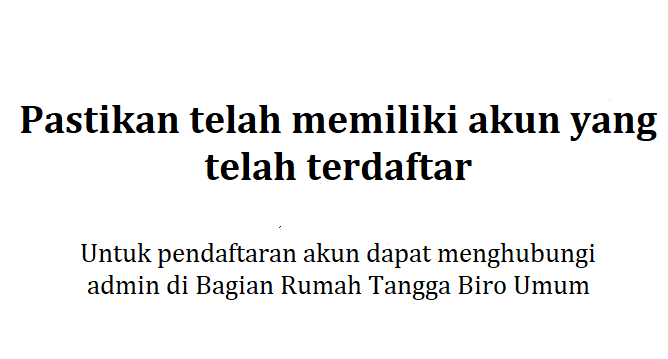 Pastikan telah memiliki akun yang
telah terdaftar
Untuk pendaftaran akun dapat menghubungi
admin di Bagian Rumah Tangga Biro Umum